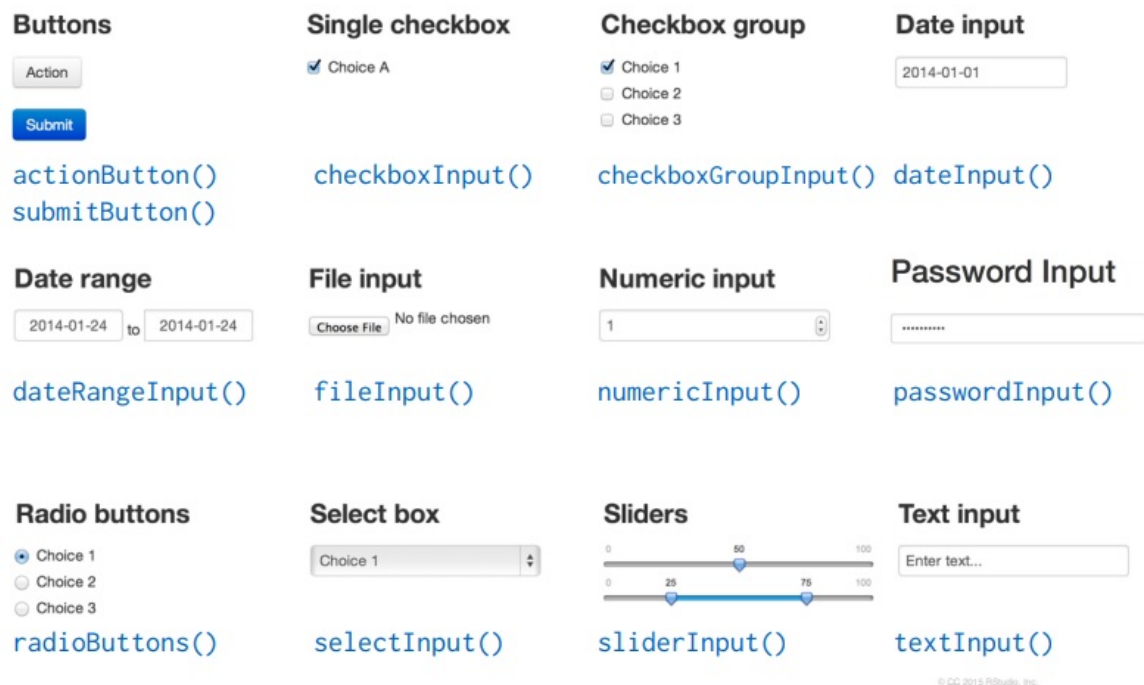 Buttons
Action
Submit
actionButton()
submitButton()
Single checkbox
Choice A
checkboxInput()
Checkbox group
Choice 1
Choice 2
Choice 3
checkboxGroupInput()
Date input
2014-01-01
dateInput()
Date range
2014-01-24 to 2014-01-24
dateRangeInput()
File input
Choose File No file chosen
fileInput()
Numeric input
1
numericInput()
Password Input
••••••••••
passwordInput()
Radio buttons
Choice 1
Choice 2
Choice 3
radioButtons()
Select box
Choice 1
selectInput()
Sliders
0 50 100
0 25 75 100
sliderInput()
Text input
Enter text...
textInput()
© CC 2015 RStudio, Inc.